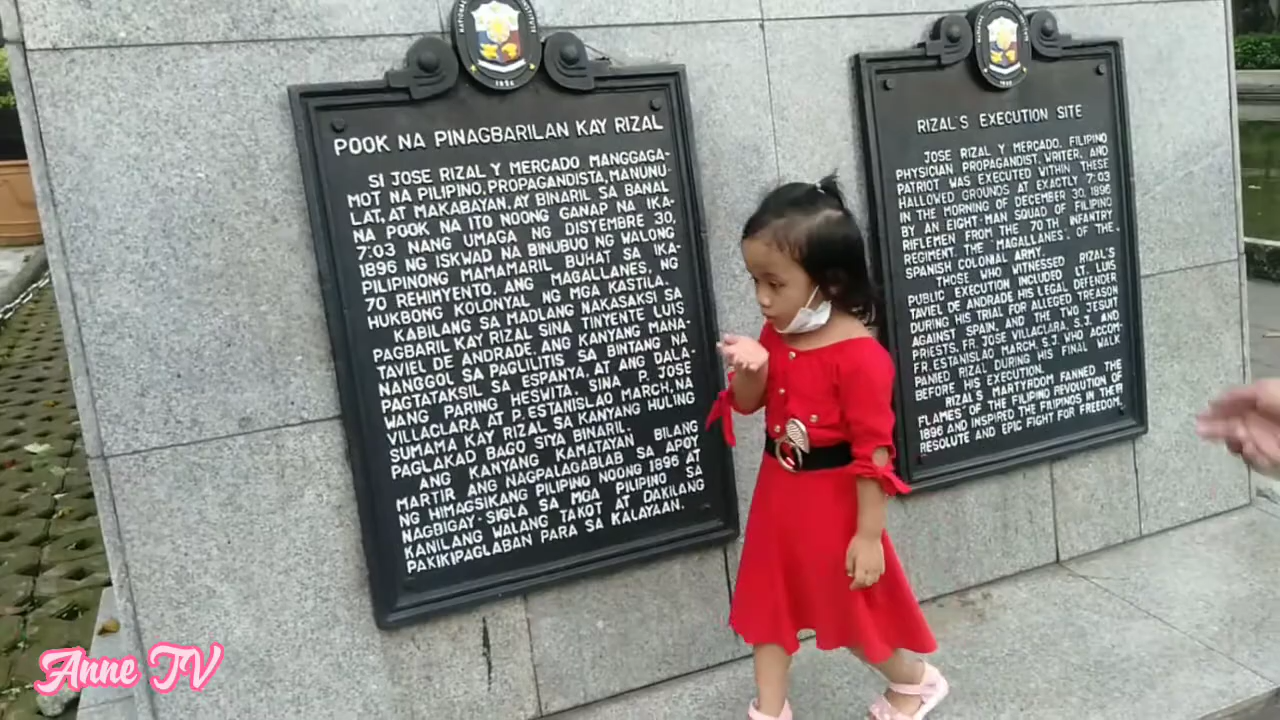 POOK NA PINAGBARILAN KAY RIZAL
SI JOSE RIZAL Y MERCADO MANGGAGA-
MOT NA PILIPINO, PROPAGANDISTA, MANUNU-
LAT, AT MAKABAYAN, AY BINARIL SA BANAL
NA POOK NA ITO NOONG GANAP NA IKA-
7:03 NANG UMAGA NG DISYEMBRE 30,
1896 NG ISKWAD NA BINUBUO NG WALONG
PILIPINONG MAMAMARIL BUHAT SA IKA-
70 REHIMYENTO, ANG MAGALLANES, NG
HUKBONG KOLONYAL NG MGA KASTILA.
KABILANG SA MADLANG NAKASAKSI SA
PAGBARIL KAY RIZAL SINA TINYENTE LUIS
TAVIEL DE ANDRADE, ANG KANYANG MANA-
NANGGOL SA PAGLILITIS SA BINTANG NA
PAGTATAKSIL SA ESPANYA, AT ANG DALA-
WANG PARING HESWITA, SINA P. JOSE
VILLACLARA AT P. ESTANISLAO MARCH, NA
SUMAMA KAY RIZAL SA KANYANG HULING
PAGLAKAD BAGO SIYA BINARIL.
ANG KANYANG KAMATAYAN BILANG
MARTIR ANG NAGPALAGABLAB SA APOY
NG HIMAGSIKANG PILIPINO NOONG 1896 AT
NAGBIGAY-SIGLA SA MGA PILIPINO SA
KANILANG WALANG TAKOT AT DAKILANG
PAKIKIPAGLABAN PARA SA KALAYAAN.
RIZAL'S EXECUTION SITE
JOSE RIZAL Y MERCADO, FILIPINO
PHYSICIAN PROPAGANDIST, WRITER, AND
PATRIOT WAS EXECUTED WITHIN THESE
HALLOWED GROUNDS AT EXACTLY 7:03
IN THE MORNING OF DECEMBER 30, 1896
BY AN EIGHT-MAN SQUAD OF FILIPINO
RIFLEMEN FROM THE 70TH INFANTRY
REGIMENT, THE "MAGALLANES", OF THE
SPANISH COLONIAL ARMY.
THOSE WHO WITNESSED RIZAL'S
PUBLIC EXECUTION INCLUDED LT. LUIS
TAVIEL DE ANDRADE HIS LEGAL DEFENDER
DURING HIS TRIAL FOR ALLEGED TREASON
AGAINST SPAIN, AND THE TWO JESUIT
PRIESTS, FR. JOSE VILLACLARA, S.J. AND
FR. ESTANISLAO MARCH, S.J. WHO ACCOM-
PANIED RIZAL DURING HIS FINAL WALK
BEFORE HIS EXECUTION.
RIZAL'S MARTYRDOM FANNED THE
FLAMES OF THE FILIPINO REVOLUTION OF
1896 AND INSPIRED THE FILIPINOS IN THEIR
RESOLUTE AND EPIC FIGHT FOR FREEDOM.
Anne TV